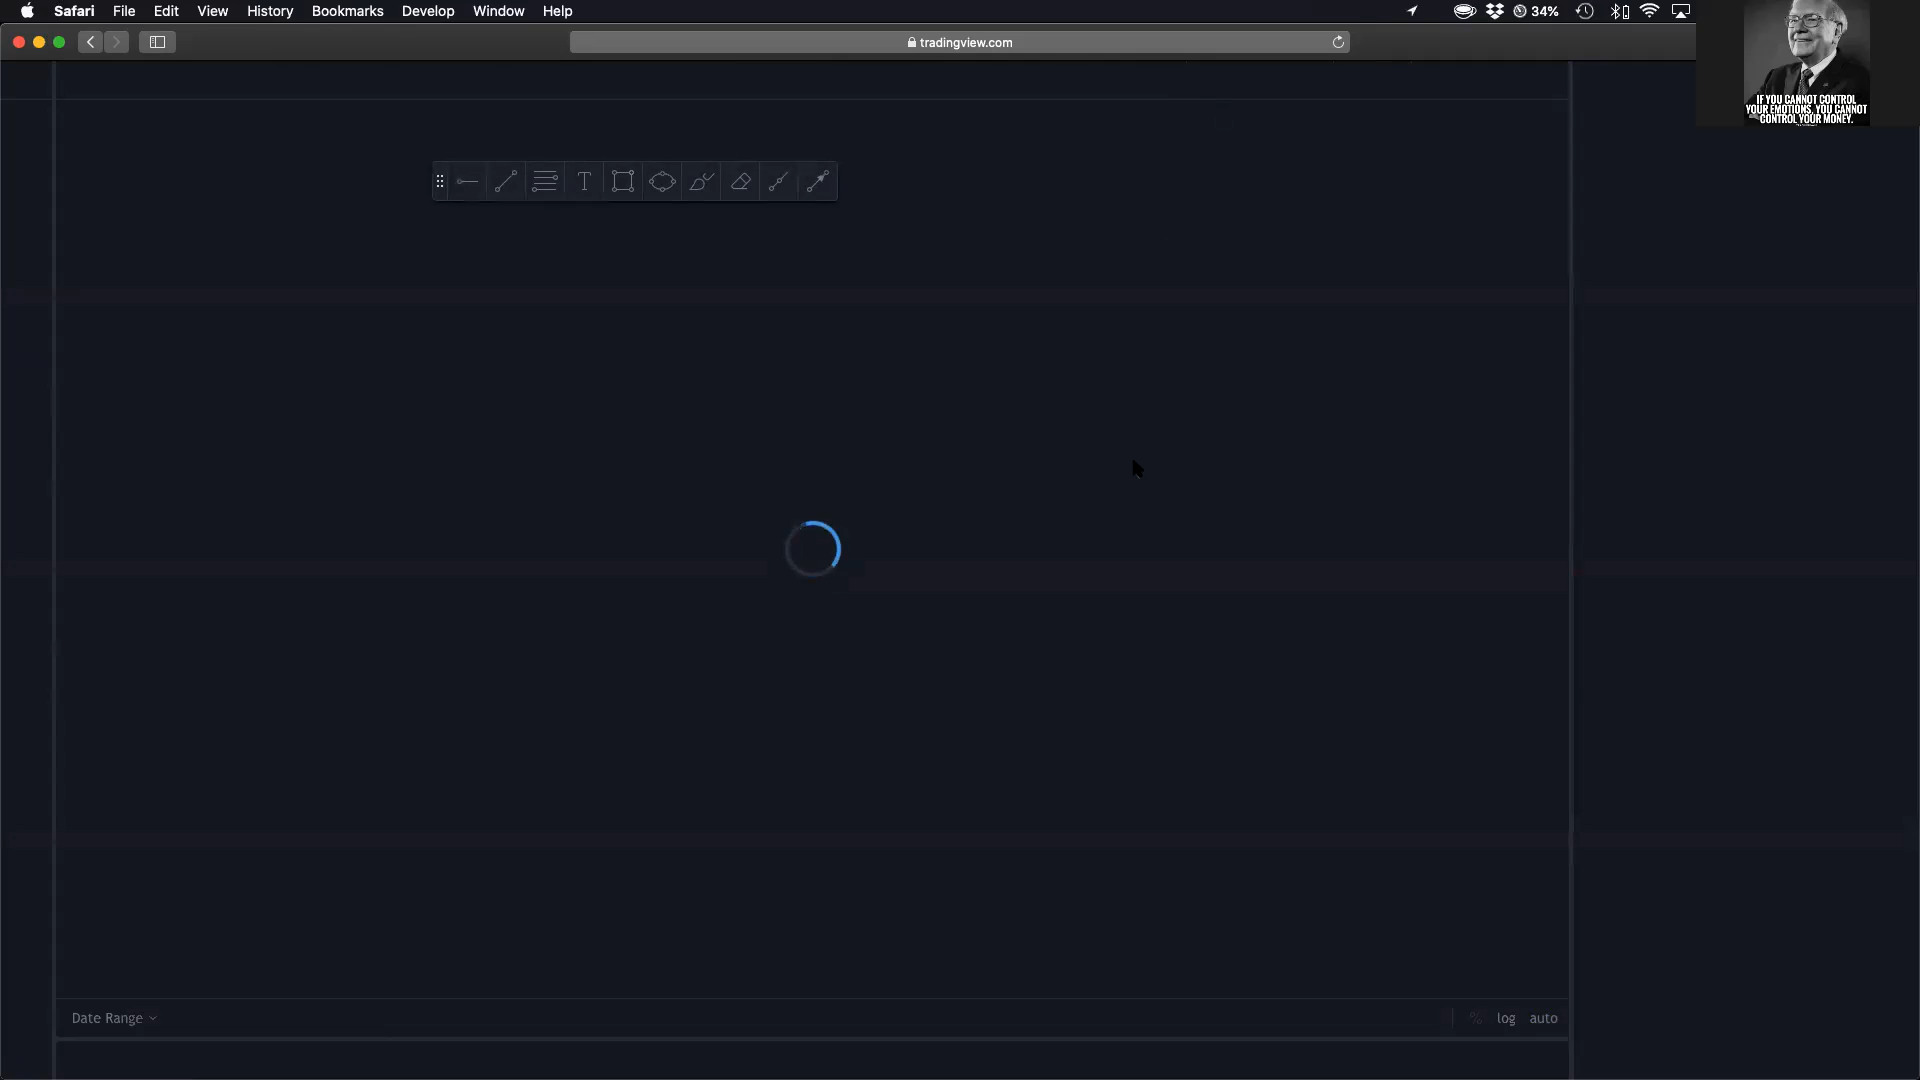 Safari File Edit View History Bookmarks Develop Window Help
34%
tradingview.com
IF YOU CANNOT CONTROL
YOUR EMOTIONS, YOU CANNOT
CONTROL YOUR MONEY.
T
Date Range
% log auto